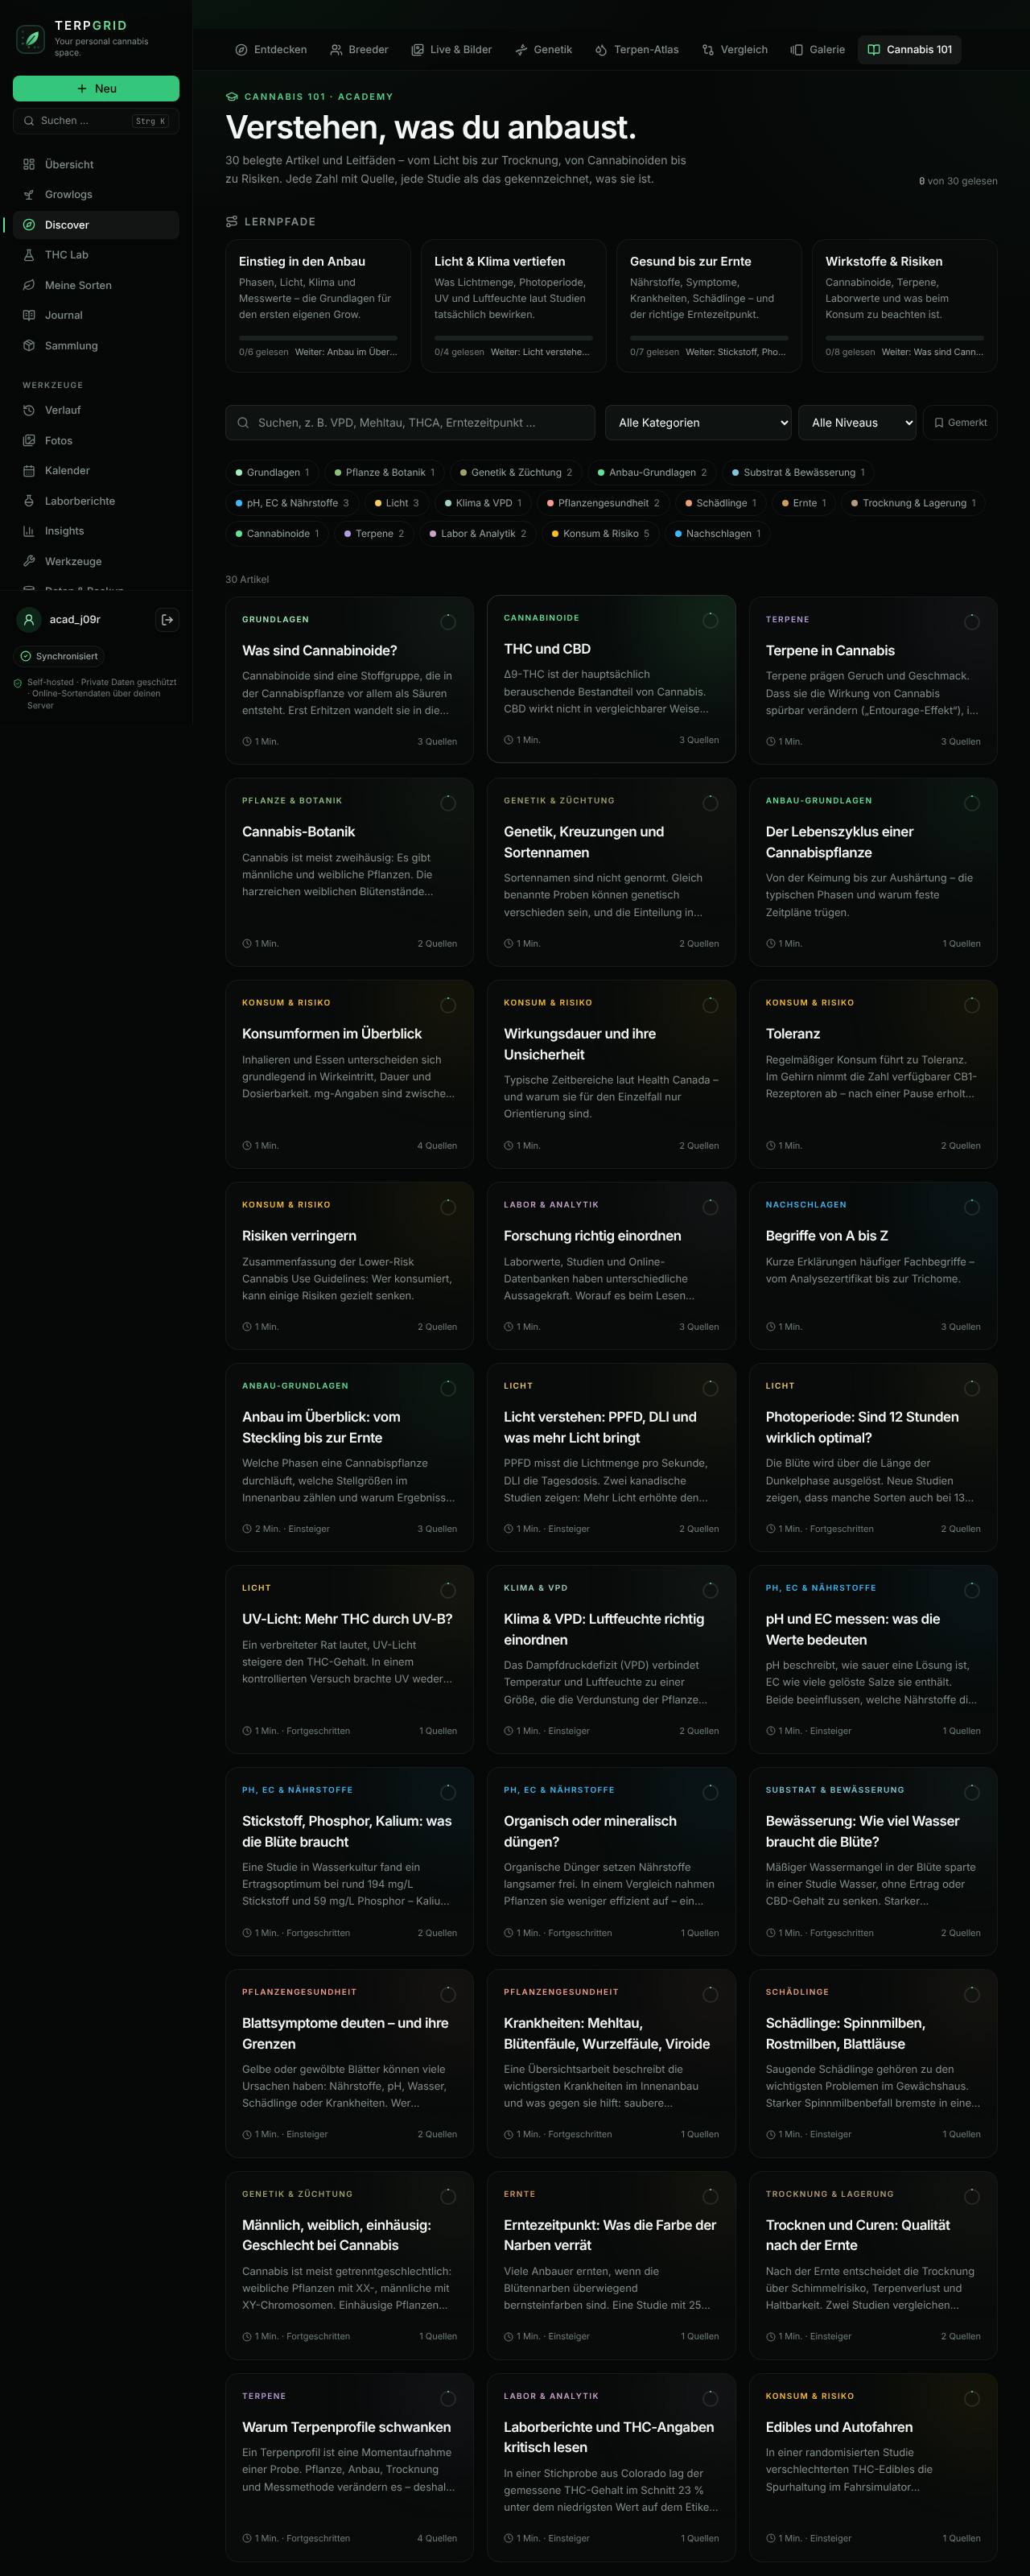 TERPGRID
Your personal cannabis
space.
Neu
Suchen ...
Strg K
Übersicht
Growlogs
Discover
THC Lab
Meine Sorten
Journal
Sammlung
WERKZEUGE
Verlauf
Fotos
Kalender
Laborberichte
Insights
Werkzeuge
acad_j09r
Synchronisiert
Self-hosted · Private Daten geschützt
· Online-Sortendaten über deinen
Server
Entdecken
Breeder
Live & Bilder
Genetik
Terpen-Atlas
Vergleich
Galerie
Cannabis 101
CANNABIS 101 · ACADEMY
Verstehen, was du anbaust.
30 belegte Artikel und Leitfäden – vom Licht bis zur Trocknung, von Cannabinoiden bis
zu Risiken. Jede Zahl mit Quelle, jede Studie als das gekennzeichnet, was sie ist.
0 von 30 gelesen
LERNPFADE
Einstieg in den Anbau
Phasen, Licht, Klima und
Messwerte – die Grundlagen für
den ersten eigenen Grow.
0/6 gelesen Weiter: Anbau im Über...
Licht & Klima vertiefen
Was Lichtmenge, Photoperiode,
UV und Luftfeuchte laut Studien
tatsächlich bewirken.
0/4 gelesen Weiter: Licht verstehe...
Gesund bis zur Ernte
Nährstoffe, Symptome,
Krankheiten, Schädlinge – und
der richtige Erntezeitpunkt.
0/7 gelesen Weiter: Stickstoff, Pho...
Wirkstoffe & Risiken
Cannabinoide, Terpene,
Laborwerte und was beim
Konsum zu beachten ist.
0/8 gelesen Weiter: Was sind Cann...
Suchen, z. B. VPD, Mehltau, THCA, Erntezeitpunkt ...
Alle Kategorien
Alle Niveaus
Gemerkt
Grundlagen 1
Pflanze & Botanik 1
Genetik & Züchtung 2
Anbau-Grundlagen 2
Substrat & Bewässerung 1
pH, EC & Nährstoffe 3
Licht 3
Klima & VPD 1
Pflanzengesundheit 2
Schädlinge 1
Ernte 1
Trocknung & Lagerung 1
Cannabinoide 1
Terpene 2
Labor & Analytik 2
Konsum & Risiko 5
Nachschlagen 1
30 Artikel
GRUNDLAGEN
Was sind Cannabinoide?
Cannabinoide sind eine Stoffgruppe, die in
der Cannabispflanze vor allem als Säuren
entsteht. Erst Erhitzen wandelt sie in die...
1 Min.
3 Quellen
CANNABINOIDE
THC und CBD
Δ9-THC ist der hauptsächlich
berauschende Bestandteil von Cannabis.
CBD wirkt nicht in vergleichbarer Weise...
1 Min.
3 Quellen
TERPENE
Terpene in Cannabis
Terpene prägen Geruch und Geschmack.
Dass sie die Wirkung von Cannabis
spürbar verändern („Entourage-Effekt“), i...
1 Min.
3 Quellen
PFLANZE & BOTANIK
Cannabis-Botanik
Cannabis ist meist zweihäusig: Es gibt
männliche und weibliche Pflanzen. Die
harzreichen weiblichen Blütenstände...
1 Min.
2 Quellen
GENETIK & ZÜCHTUNG
Genetik, Kreuzungen und
Sortennamen
Sortennamen sind nicht genormt. Gleich
benannte Proben können genetisch
verschieden sein, und die Einteilung in...
1 Min.
2 Quellen
ANBAU-GRUNDLAGEN
Der Lebenszyklus einer
Cannabispflanze
Von der Keimung bis zur Aushärtung – die
typischen Phasen und warum feste
Zeitpläne trügen.
1 Min.
1 Quellen
KONSUM & RISIKO
Konsumformen im Überblick
Inhalieren und Essen unterscheiden sich
grundlegend in Wirkeintritt, Dauer und
Dosierbarkeit. mg-Angaben sind zwische...
1 Min.
4 Quellen
KONSUM & RISIKO
Wirkungsdauer und ihre
Unsicherheit
Typische Zeitbereiche laut Health Canada –
und warum sie für den Einzelfall nur
Orientierung sind.
1 Min.
2 Quellen
KONSUM & RISIKO
Toleranz
Regelmäßiger Konsum führt zu Toleranz.
Im Gehirn nimmt die Zahl verfügbarer CB1-
Rezeptoren ab – nach einer Pause erholt...
1 Min.
2 Quellen
KONSUM & RISIKO
Risiken verringern
Zusammenfassung der Lower-Risk
Cannabis Use Guidelines: Wer konsumiert,
kann einige Risiken gezielt senken.
1 Min.
2 Quellen
LABOR & ANALYTIK
Forschung richtig einordnen
Laborwerte, Studien und Online-
Datenbanken haben unterschiedliche
Aussagekraft. Worauf es beim Lesen...
1 Min.
3 Quellen
NACHSCHLAGEN
Begriffe von A bis Z
Kurze Erklärungen häufiger Fachbegriffe –
vom Analysezertifikat bis zur Trichome.
1 Min.
3 Quellen
ANBAU-GRUNDLAGEN
Anbau im Überblick: vom
Steckling bis zur Ernte
Welche Phasen eine Cannabispflanze
durchläuft, welche Stellgrößen im
Innenanbau zählen und warum Ergebniss...
2 Min. · Einsteiger
3 Quellen
LICHT
Licht verstehen: PPFD, DLI und
was mehr Licht bringt
PPFD misst die Lichtmenge pro Sekunde,
DLI die Tagesdosis. Zwei kanadische
Studien zeigen: Mehr Licht erhöhte den...
1 Min. · Einsteiger
2 Quellen
LICHT
Photoperiode: Sind 12 Stunden
wirklich optimal?
Die Blüte wird über die Länge der
Dunkelphase ausgelöst. Neue Studien
zeigen, dass manche Sorten auch bei 13...
1 Min. · Fortgeschritten
2 Quellen
LICHT
UV-Licht: Mehr THC durch UV-B?
Ein verbreiteter Rat lautet, UV-Licht
steigere den THC-Gehalt. In einem
kontrollierten Versuch brachte UV weder...
1 Min. · Fortgeschritten
1 Quellen
KLIMA & VPD
Klima & VPD: Luftfeuchte richtig
einordnen
Das Dampfdruckdefizit (VPD) verbindet
Temperatur und Luftfeuchte zu einer
Größe, die die Verdunstung der Pflanze...
1 Min. · Einsteiger
2 Quellen
PH, EC & NÄHRSTOFFE
pH und EC messen: was die
Werte bedeuten
pH beschreibt, wie sauer eine Lösung ist,
EC wie viele gelöste Salze sie enthält.
Beide beeinflussen, welche Nährstoffe di...
1 Min. · Einsteiger
1 Quellen
PH, EC & NÄHRSTOFFE
Stickstoff, Phosphor, Kalium: was
die Blüte braucht
Eine Studie in Wasserkultur fand ein
Ertragsoptimum bei rund 194 mg/L
Stickstoff und 59 mg/L Phosphor – Kaliu...
1 Min. · Fortgeschritten
2 Quellen
PH, EC & NÄHRSTOFFE
Organisch oder mineralisch
düngen?
Organische Dünger setzen Nährstoffe
langsamer frei. In einem Vergleich nahmen
Pflanzen sie weniger effizient auf – ein...
1 Min. · Fortgeschritten
1 Quellen
SUBSTRAT & BEWÄSSERUNG
Bewässerung: Wie viel Wasser
braucht die Blüte?
Mäßiger Wassermangel in der Blüte sparte
in einer Studie Wasser, ohne Ertrag oder
CBD-Gehalt zu senken. Starker...
1 Min. · Fortgeschritten
2 Quellen
PFLANZENGESUNDHEIT
Blattsymptome deuten – und ihre
Grenzen
Gelbe oder gewölbte Blätter können viele
Ursachen haben: Nährstoffe, pH, Wasser,
Schädlinge oder Krankheiten. Wer...
1 Min. · Einsteiger
2 Quellen
PFLANZENGESUNDHEIT
Krankheiten: Mehltau,
Blütenfäule, Wurzelfäule, Viroide
Eine Übersichtsarbeit beschreibt die
wichtigsten Krankheiten im Innenanbau
und was gegen sie hilft: saubere...
1 Min. · Fortgeschritten
1 Quellen
SCHÄDLINGE
Schädlinge: Spinnmilben,
Rostmilben, Blattläuse
Saugende Schädlinge gehören zu den
wichtigsten Problemen im Gewächshaus.
Starker Spinnmilbenbefall bremste in eine...
1 Min. · Einsteiger
1 Quellen
GENETIK & ZÜCHTUNG
Männlich, weiblich, einhäusig:
Geschlecht bei Cannabis
Cannabis ist meist getrenntgeschlechtlich:
weibliche Pflanzen mit XX-, männliche mit
XY-Chromosomen. Einhäusige Pflanzen...
1 Min. · Fortgeschritten
1 Quellen
ERNTE
Erntezeitpunkt: Was die Farbe der
Narben verrät
Viele Anbauer ernten, wenn die
Blütennarben überwiegend
bernsteinfarben sind. Eine Studie mit 25...
1 Min. · Einsteiger
1 Quellen
TROCKNUNG & LAGERUNG
Trocknen und Curen: Qualität
nach der Ernte
Nach der Ernte entscheidet die Trocknung
über Schimmelrisiko, Terpenverlust und
Haltbarkeit. Zwei Studien vergleichen...
1 Min. · Einsteiger
2 Quellen
TERPENE
Warum Terpenprofile schwanken
Ein Terpenprofil ist eine Momentaufnahme
einer Probe. Pflanze, Anbau, Trocknung
und Messmethode verändern es – deshal...
1 Min. · Fortgeschritten
4 Quellen
LABOR & ANALYTIK
Laborberichte und THC-Angaben
kritisch lesen
In einer Stichprobe aus Colorado lag der
gemessene THC-Gehalt im Schnitt 23 %
unter dem niedrigsten Wert auf dem Etike...
1 Min. · Einsteiger
1 Quellen
KONSUM & RISIKO
Edibles und Autofahren
In einer randomisierten Studie
verschlechterten THC-Edibles die
Spurhaltung im Fahrsimulator...
1 Min. · Einsteiger
1 Quellen